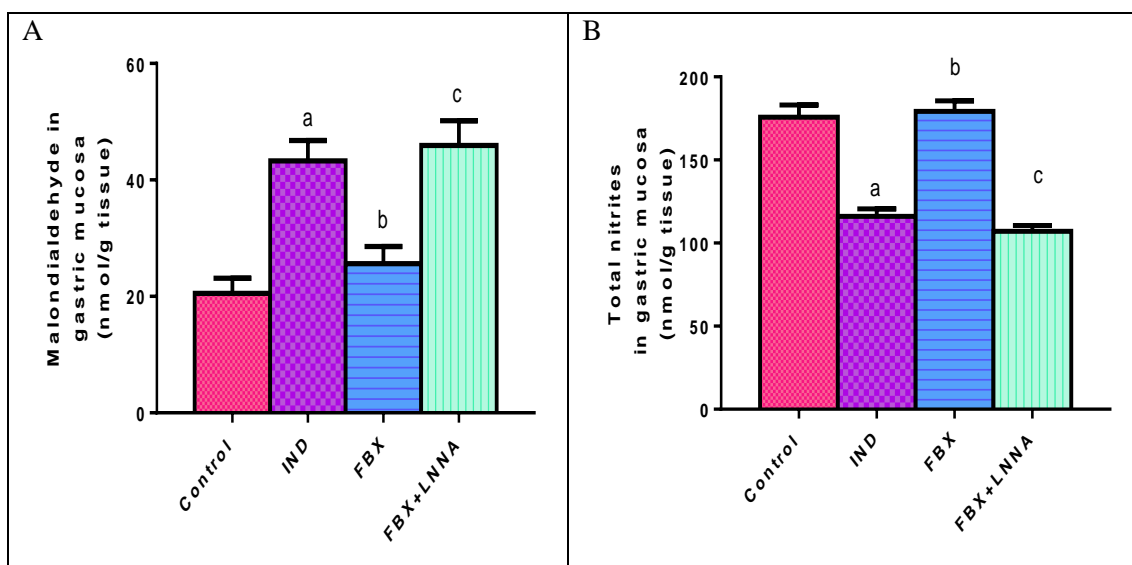 A
Malondialdehyde in
gastric mucosa
(nmol/g tissue)
60
40
20
0
a
b
c
Control
IND
FBX
FBX+LNNA
B
Total nitrites
in gastric mucosa
(nmol/g tissue)
200
150
100
50
0
a
b
c
Control
IND
FBX
FBX+LNNA